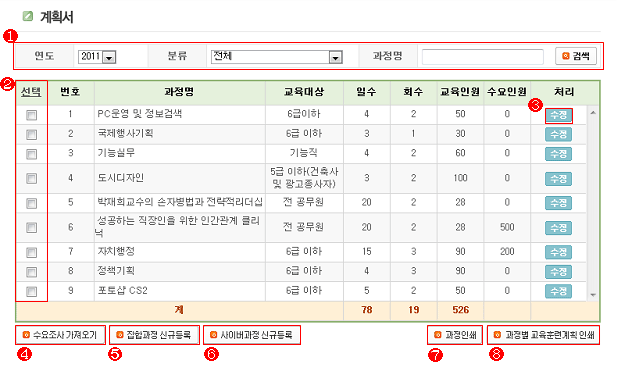 계획서
1
연도 2011 분류 전체 과정명 검색
2
선택 번호 과정명 교육대상 일수 회수 교육인원 수요인원 처리
3
1 PC운영 및 정보검색 6급이하 4 2 50 0 수정
2 국제행사기획 6급 이하 3 1 30 0 수정
3 기능실무 기능직 4 2 60 0 수정
4 도시디자인 5급 이하(건축사 및 광고종사자) 3 2 100 0 수정
5 박재희교수의 손자병법과 전략적리더십 전 공무원 20 2 28 0 수정
6 성공하는 직장인을 위한 인간관계 클리닉 전 공무원 20 2 28 500 수정
7 자치행정 6급 이하 15 3 90 200 수정
8 정책기획 6급 이하 4 3 90 0 수정
9 포토샵 CS2 6급 이하 5 2 50 0 수정
계 78 19 526
수요조사 가져오기 집합과정 신규등록 사이버과정 신규등록 과정인쇄 과정별 교육훈련계획 인쇄
4 5 6 7 8